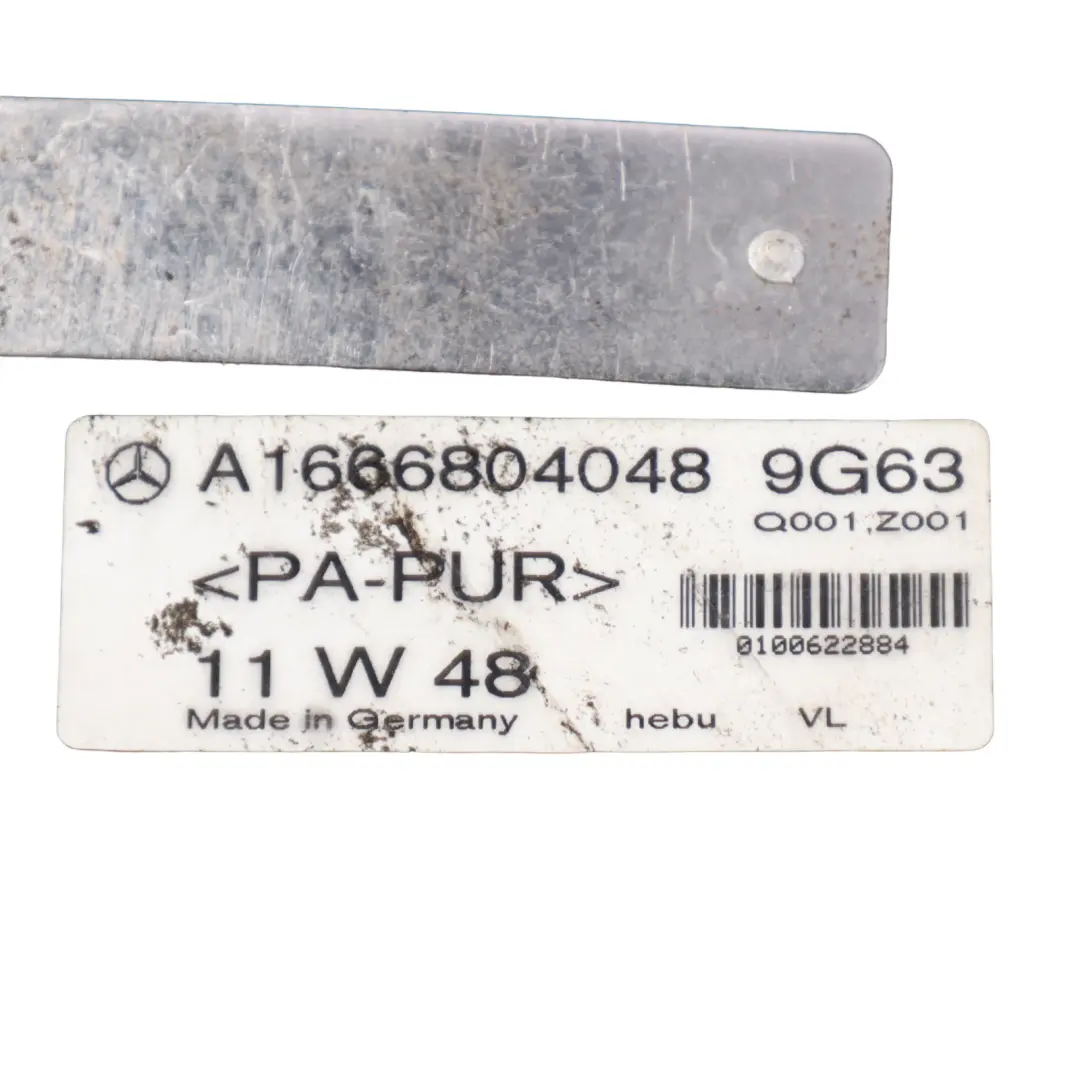 A1666804048 9G63
Q001,Z001
<PA-PUR>
0100622884
11 W 48
Made in Germany hebu VL